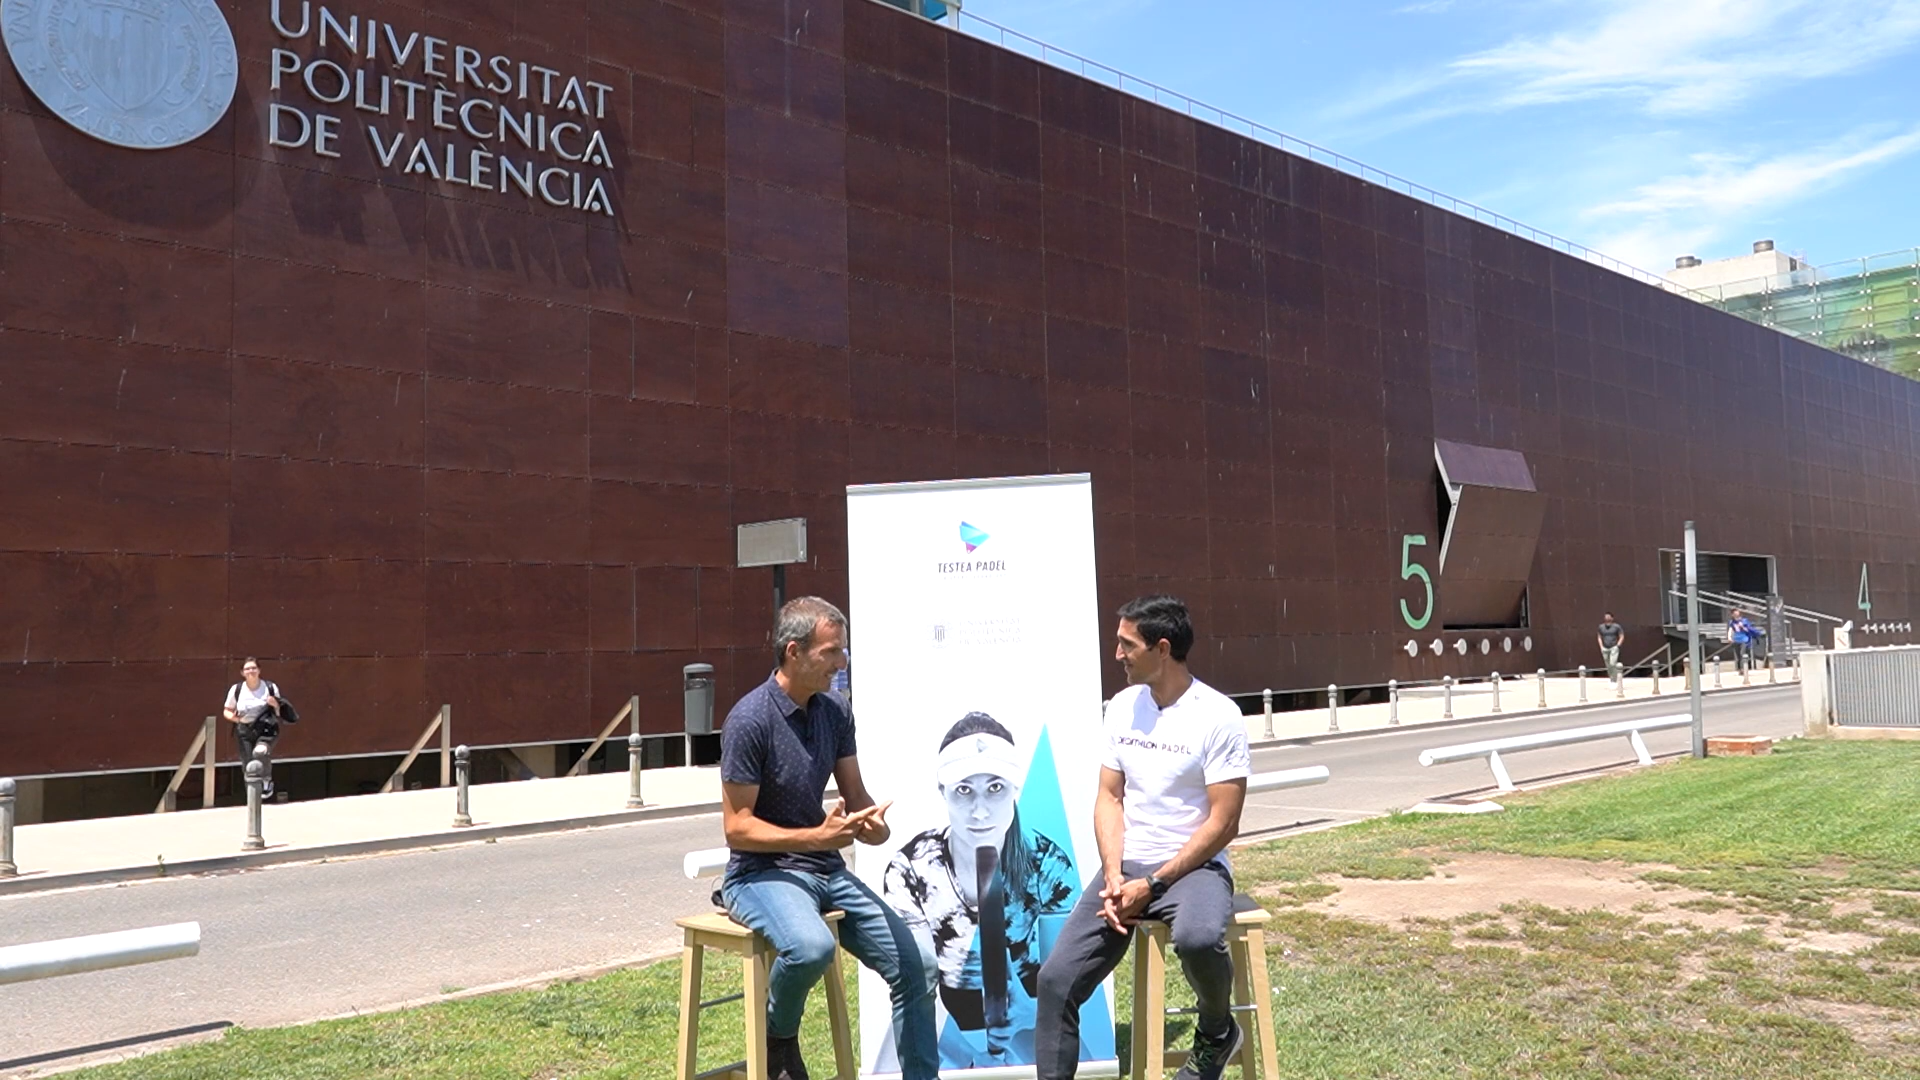 UNIVERSITAT
POLITÈCNICA
DE VALÈNCIA
TESTEA PADEL
DECATHLON PADEL
5
4